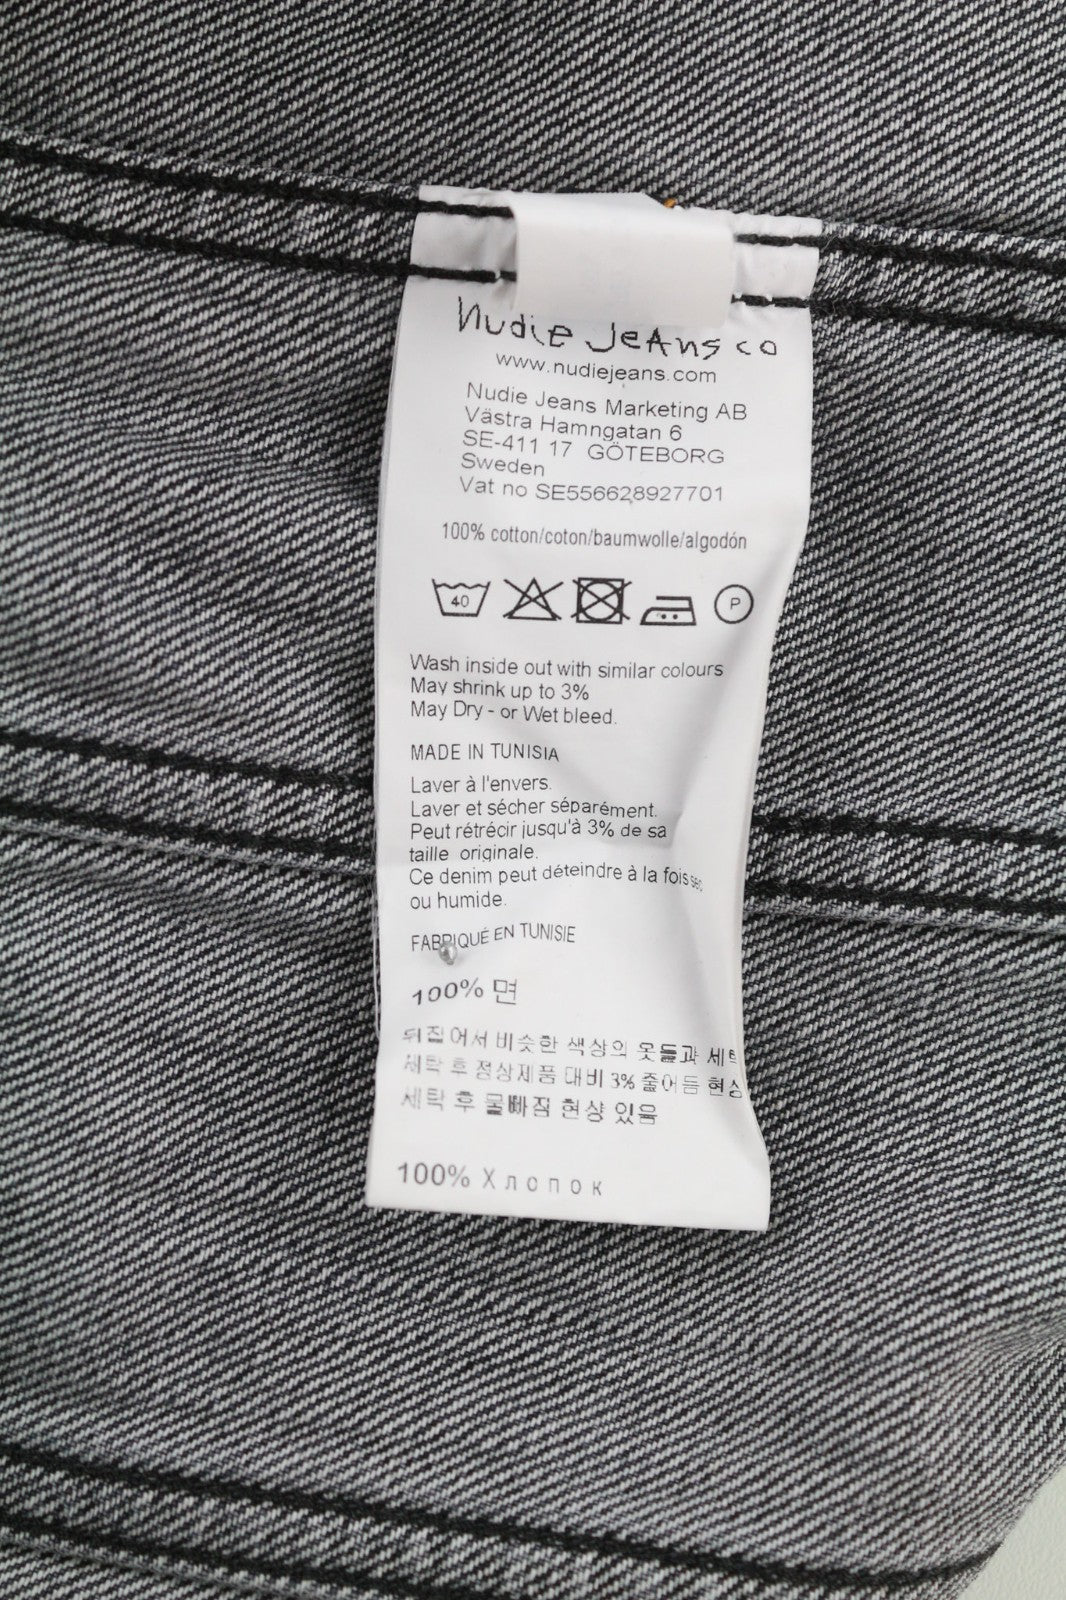 Nudie Jeans co
www.nudiejeans.com
Nudie Jeans Marketing AB
Västra Hamngatan 6
SE-411 17 GÖTEBORG
Sweden
Vat no SE556628927701
100% cotton/coton/baumwolle/algodón
40 P
Wash inside out with similar colours
May shrink up to 3%
May Dry - or Wet bleed.
MADE IN TUNISIA
Laver à l'envers.
Laver et sécher séparément.
Peut rétrécir jusqu'à 3% de sa
taille originale.
Ce denim peut déteindre à la fois sec
ou humide.
FABRIQUÉ EN TUNISIE
100% 면
뒤집어서 비슷한 색상의 옷들과 세탁
세탁 후 정상제품 대비 3% 줄어듬 현상
세탁 후 물빠짐 현상 있음
100% Хлопок